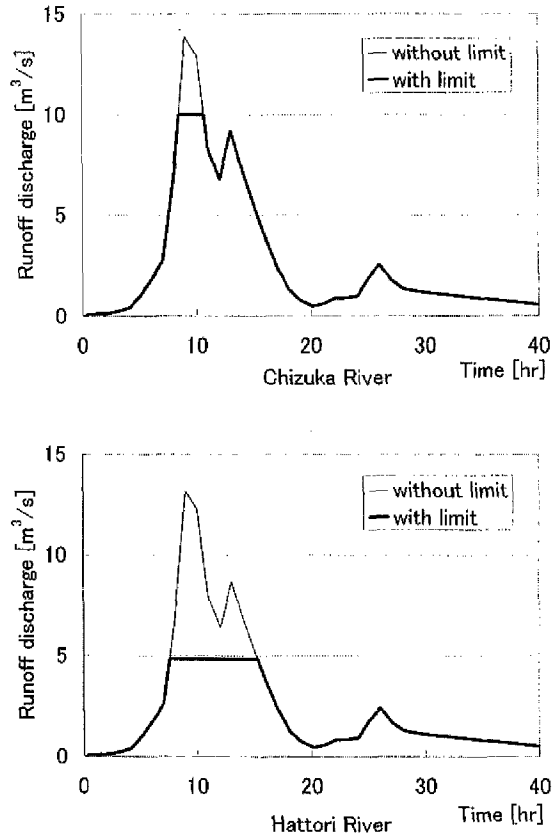 15
10
5
0
Runoff discharge [m³/s]
without limit
with limit
0 10 20 30 40
Chizuka River
Time [hr]
15
10
5
0
Runoff discharge [m³/s]
without limit
with limit
0 10 20 30 40
Hattori River
Time [hr]